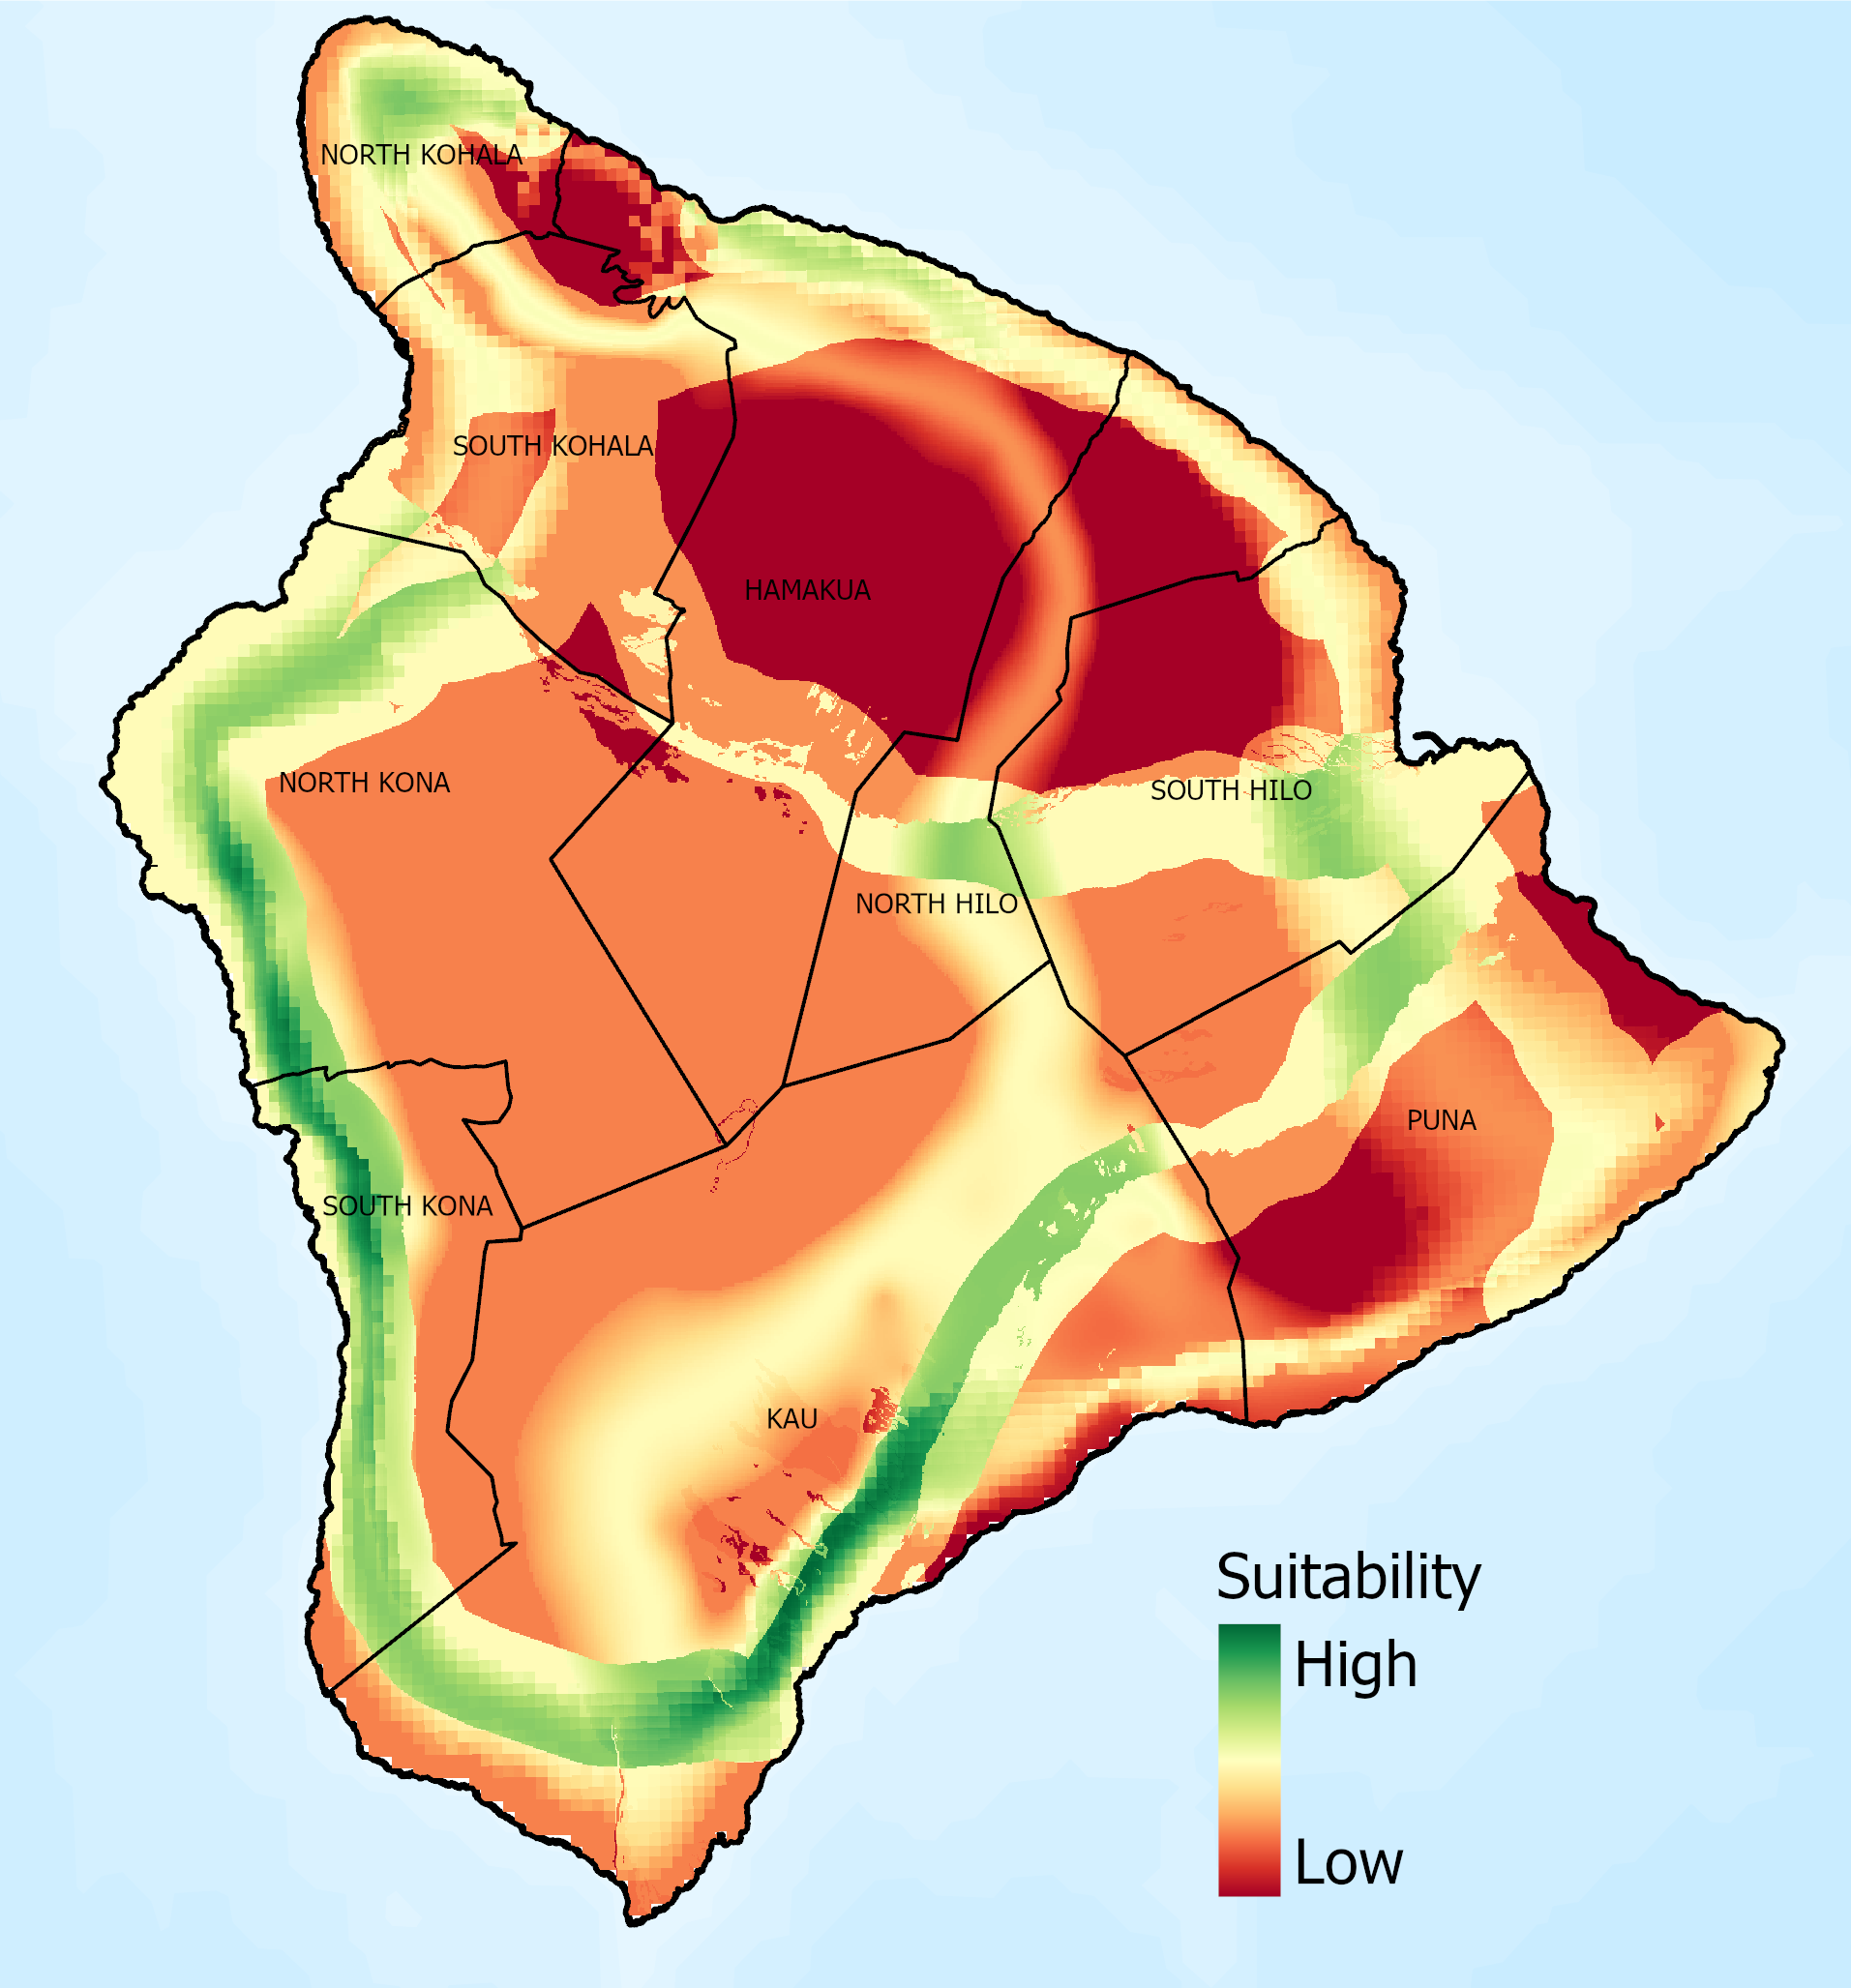 NORTH KOHALA
SOUTH KOHALA
HAMAKUA
NORTH KONA
SOUTH HILO
NORTH HILO
PUNA
SOUTH KONA
KAU
Suitability
High
Low